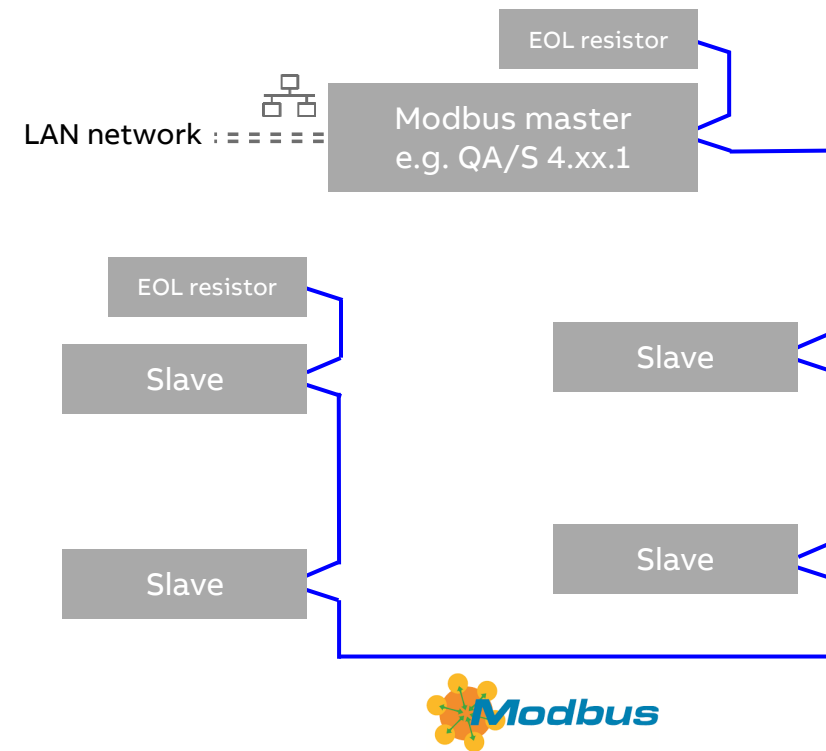 EOL resistor
LAN network
Modbus master
e.g. QA/S 4.xx.1
EOL resistor
Slave
Slave
Slave
Slave
Modbus